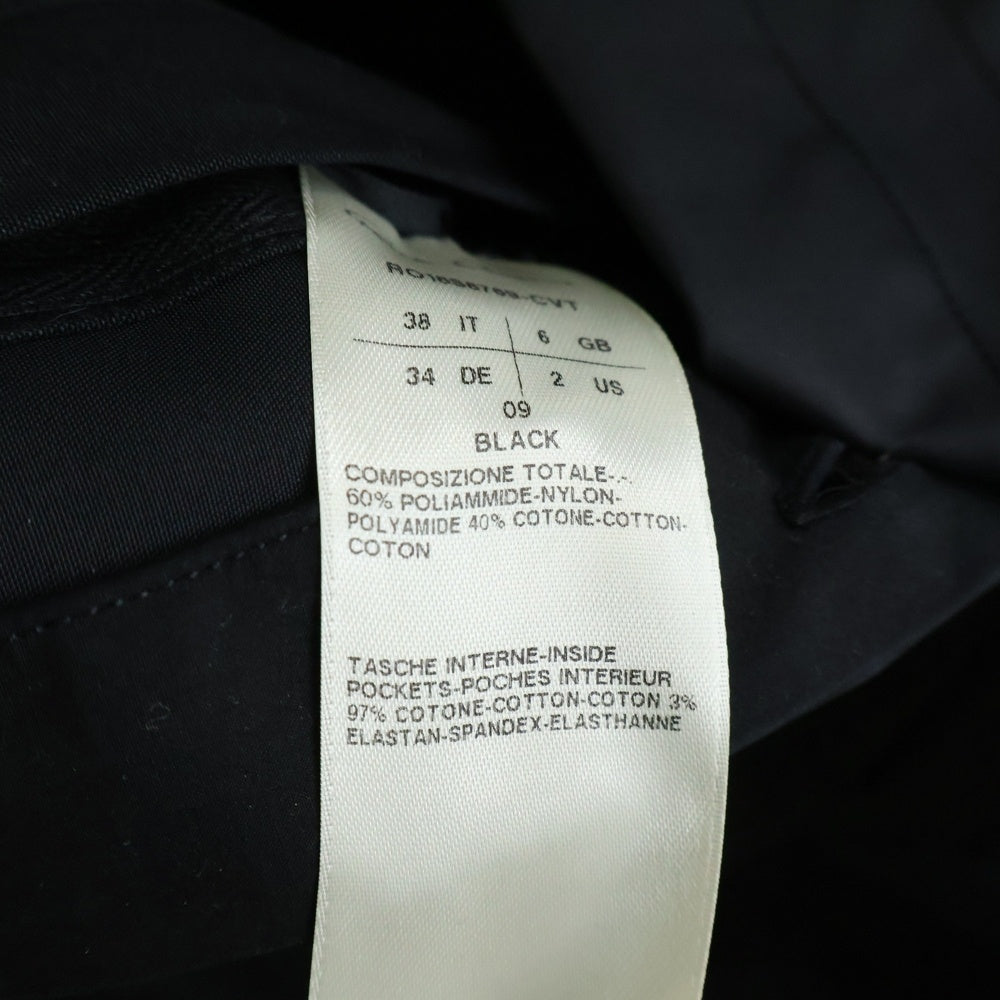 38 IT 6 GB
34 DE 2 US
09
BLACK
COMPOSIZIONE TOTALE-.-.
60% POLIAMMIDE-NYLON-
POLYAMIDE 40% COTONE-COTTON-
COTON
TASCHE INTERNE-INSIDE
POCKETS-POCHES INTERIEUR
97% COTONE-COTTON-COTON 3%
ELASTAN-SPANDEX-ELASTHANNE